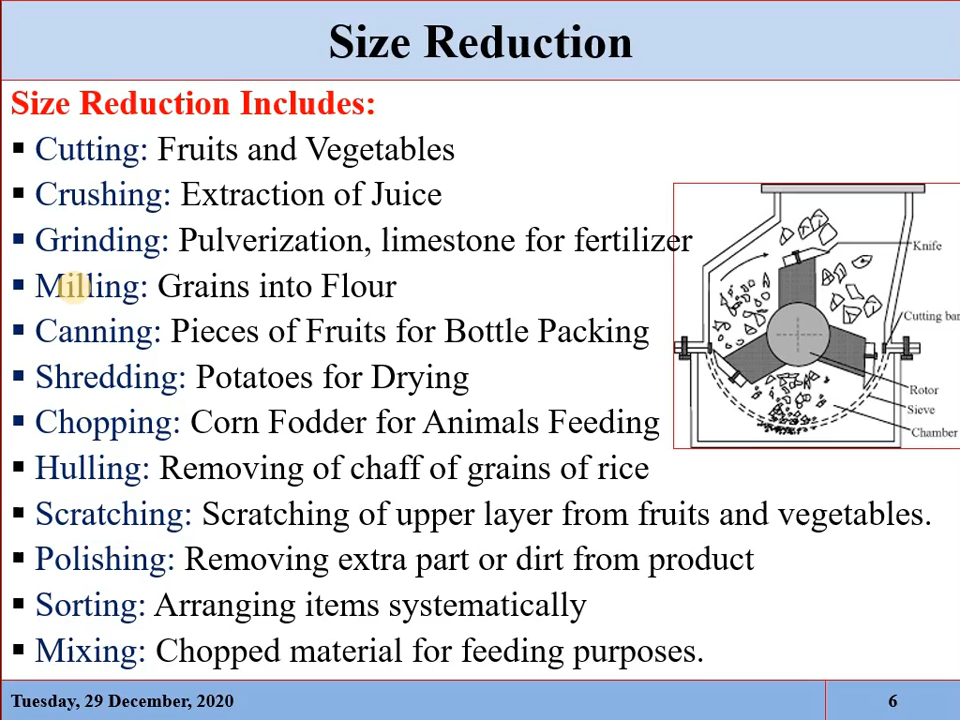 Size Reduction
Size Reduction Includes:
▪ Cutting: Fruits and Vegetables
▪ Crushing: Extraction of Juice
▪ Grinding: Pulverization, limestone for fertilizer
▪ Milling: Grains into Flour
▪ Canning: Pieces of Fruits for Bottle Packing
▪ Shredding: Potatoes for Drying
▪ Chopping: Corn Fodder for Animals Feeding
▪ Hulling: Removing of chaff of grains of rice
▪ Scratching: Scratching of upper layer from fruits and vegetables.
▪ Polishing: Removing extra part or dirt from product
▪ Sorting: Arranging items systematically
▪ Mixing: Chopped material for feeding purposes.
Knife
Cutting bar
Rotor
Sieve
Chamber
Tuesday, 29 December, 2020
6